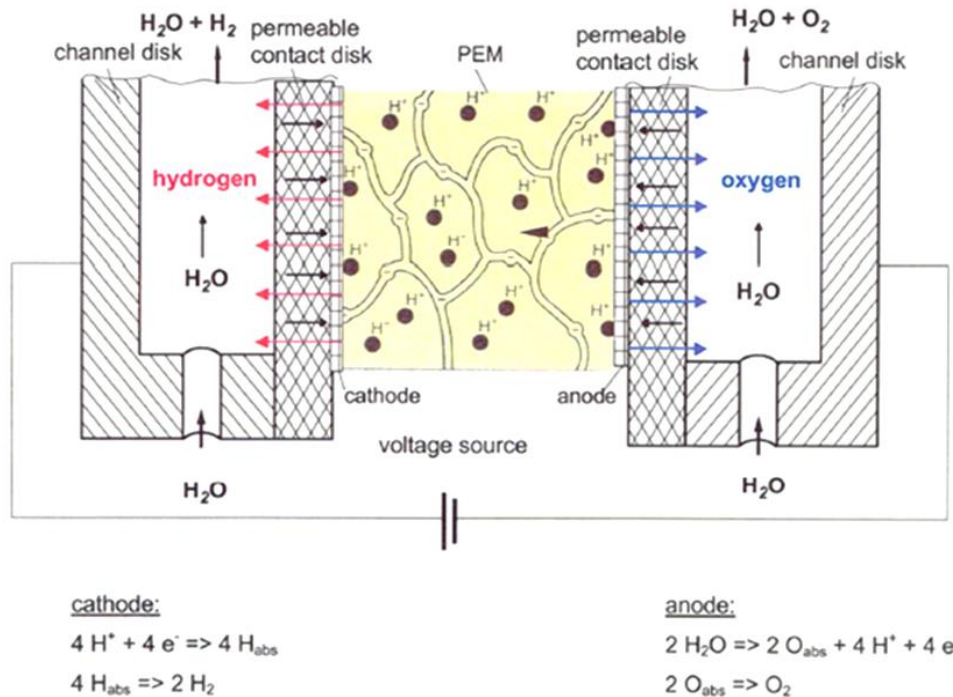 H₂O + H₂
H₂O + O₂
channel disk
permeable
contact disk
PEM
permeable
contact disk
channel disk
H⁺
H⁺
H⁺
H⁺
H⁺
H⁺
H⁺
H⁺
H⁺
hydrogen
oxygen
H⁺
H⁺
H⁺
H⁺
H⁺
H₂O
H₂O
H⁺
H⁺
H⁺
H⁺
cathode
anode
voltage source
H₂O
H₂O
cathode:
4 H⁺ + 4 e⁻ => 4 Habs
4 Habs => 2 H₂
anode:
2 H₂O => 2 Oabs + 4 H⁺ + 4 e
2 Oabs => O₂